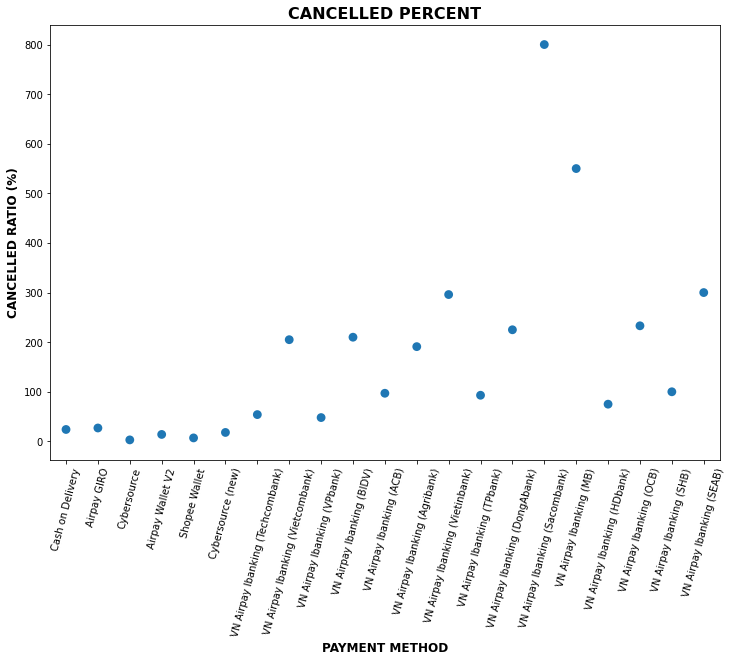 CANCELLED PERCENT
CANCELLED RATIO (%)
800
700
600
500
400
300
200
100
0
Cash on Delivery
Airpay GIRO
Cybersource
Airpay Wallet V2
Shopee Wallet
Cybersource (new)
VN Airpay Ibanking (Techcombank)
VN Airpay Ibanking (Vietcombank)
VN Airpay Ibanking (VPbank)
VN Airpay Ibanking (BIDV)
VN Airpay Ibanking (ACB)
VN Airpay Ibanking (Agribank)
VN Airpay Ibanking (Vietinbank)
VN Airpay Ibanking (TPbank)
VN Airpay Ibanking (DongAbank)
VN Airpay Ibanking (Sacombank)
VN Airpay Ibanking (MB)
VN Airpay Ibanking (HDbank)
VN Airpay Ibanking (OCB)
VN Airpay Ibanking (SHB)
VN Airpay Ibanking (SEAB)
PAYMENT METHOD